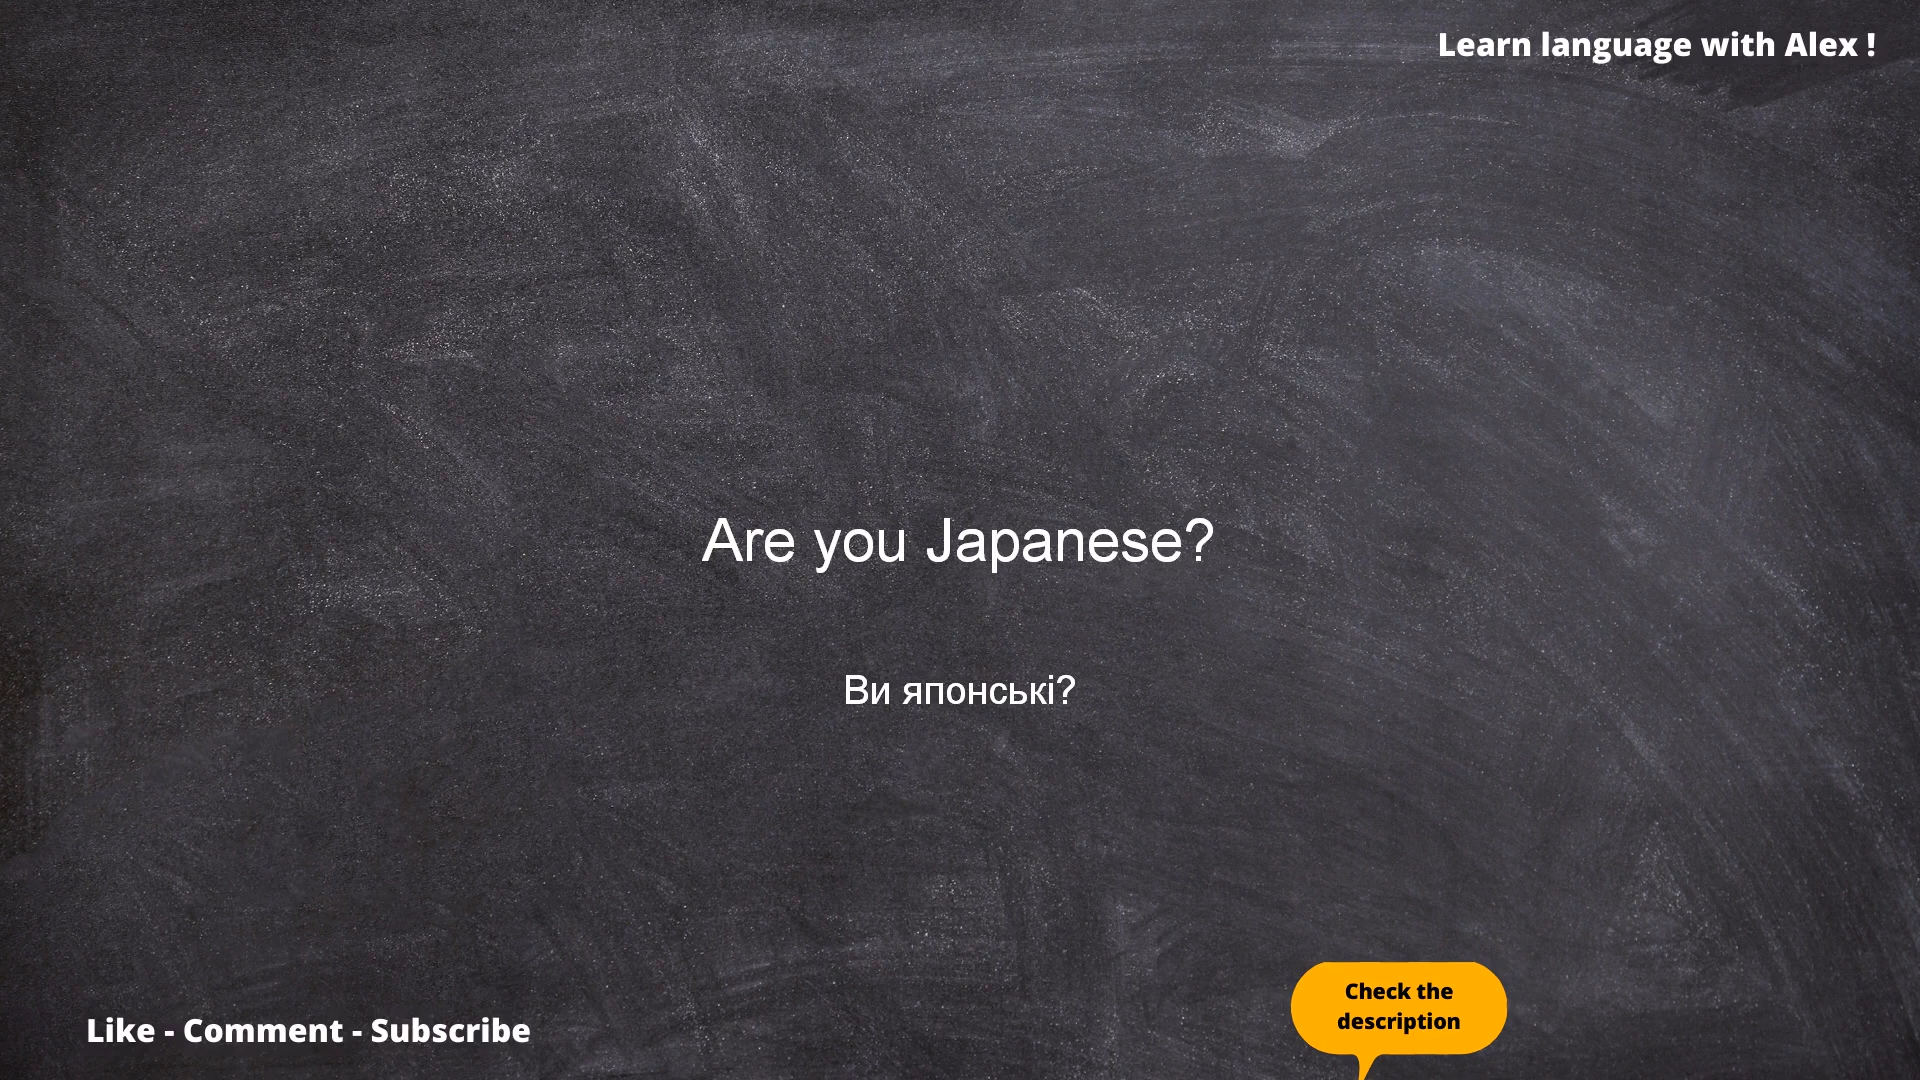 Learn language with Alex !
Are you Japanese?
Ви японські?
Check the
description
Like - Comment - Subscribe